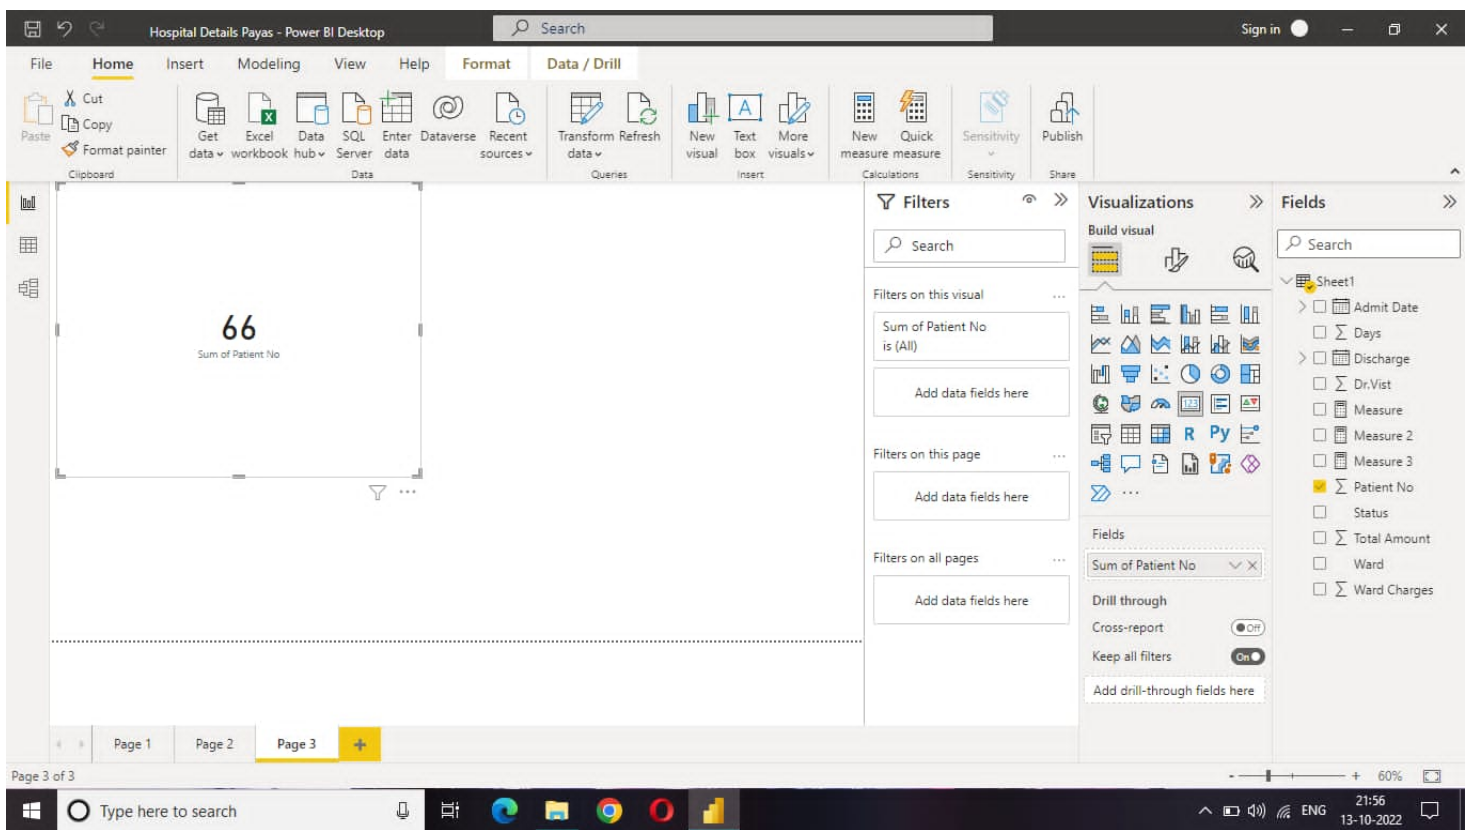 Hospital Details Payas - Power BI Desktop
Search
Sign in
File Home Insert Modeling View Help Format Data / Drill
Paste
Cut
Copy
Format painter
Clipboard
Get data
Excel workbook
Data hub
SQL Server
Enter data
Dataverse
Recent sources
Data
Transform data
Refresh
Queries
New visual
Text box
More visuals
Insert
New measure
Quick measure
Calculations
Sensitivity
Sensitivity
Publish
Share
66
Sum of Patient No
Filters
Search
Filters on this visual
Sum of Patient No
is (All)
Add data fields here
Filters on this page
Add data fields here
Filters on all pages
Add data fields here
Visualizations
Build visual
123
R
Py
Fields
Sum of Patient No
Drill through
Cross-report
Off
Keep all filters
On
Add drill-through fields here
Fields
Search
Sheet1
Admit Date
Days
Discharge
Dr.Vist
Measure
Measure 2
Measure 3
Patient No
Status
Total Amount
Ward
Ward Charges
Page 1 Page 2 Page 3 +
Page 3 of 3
- + 60%
Type here to search
ENG
21:56
13-10-2022